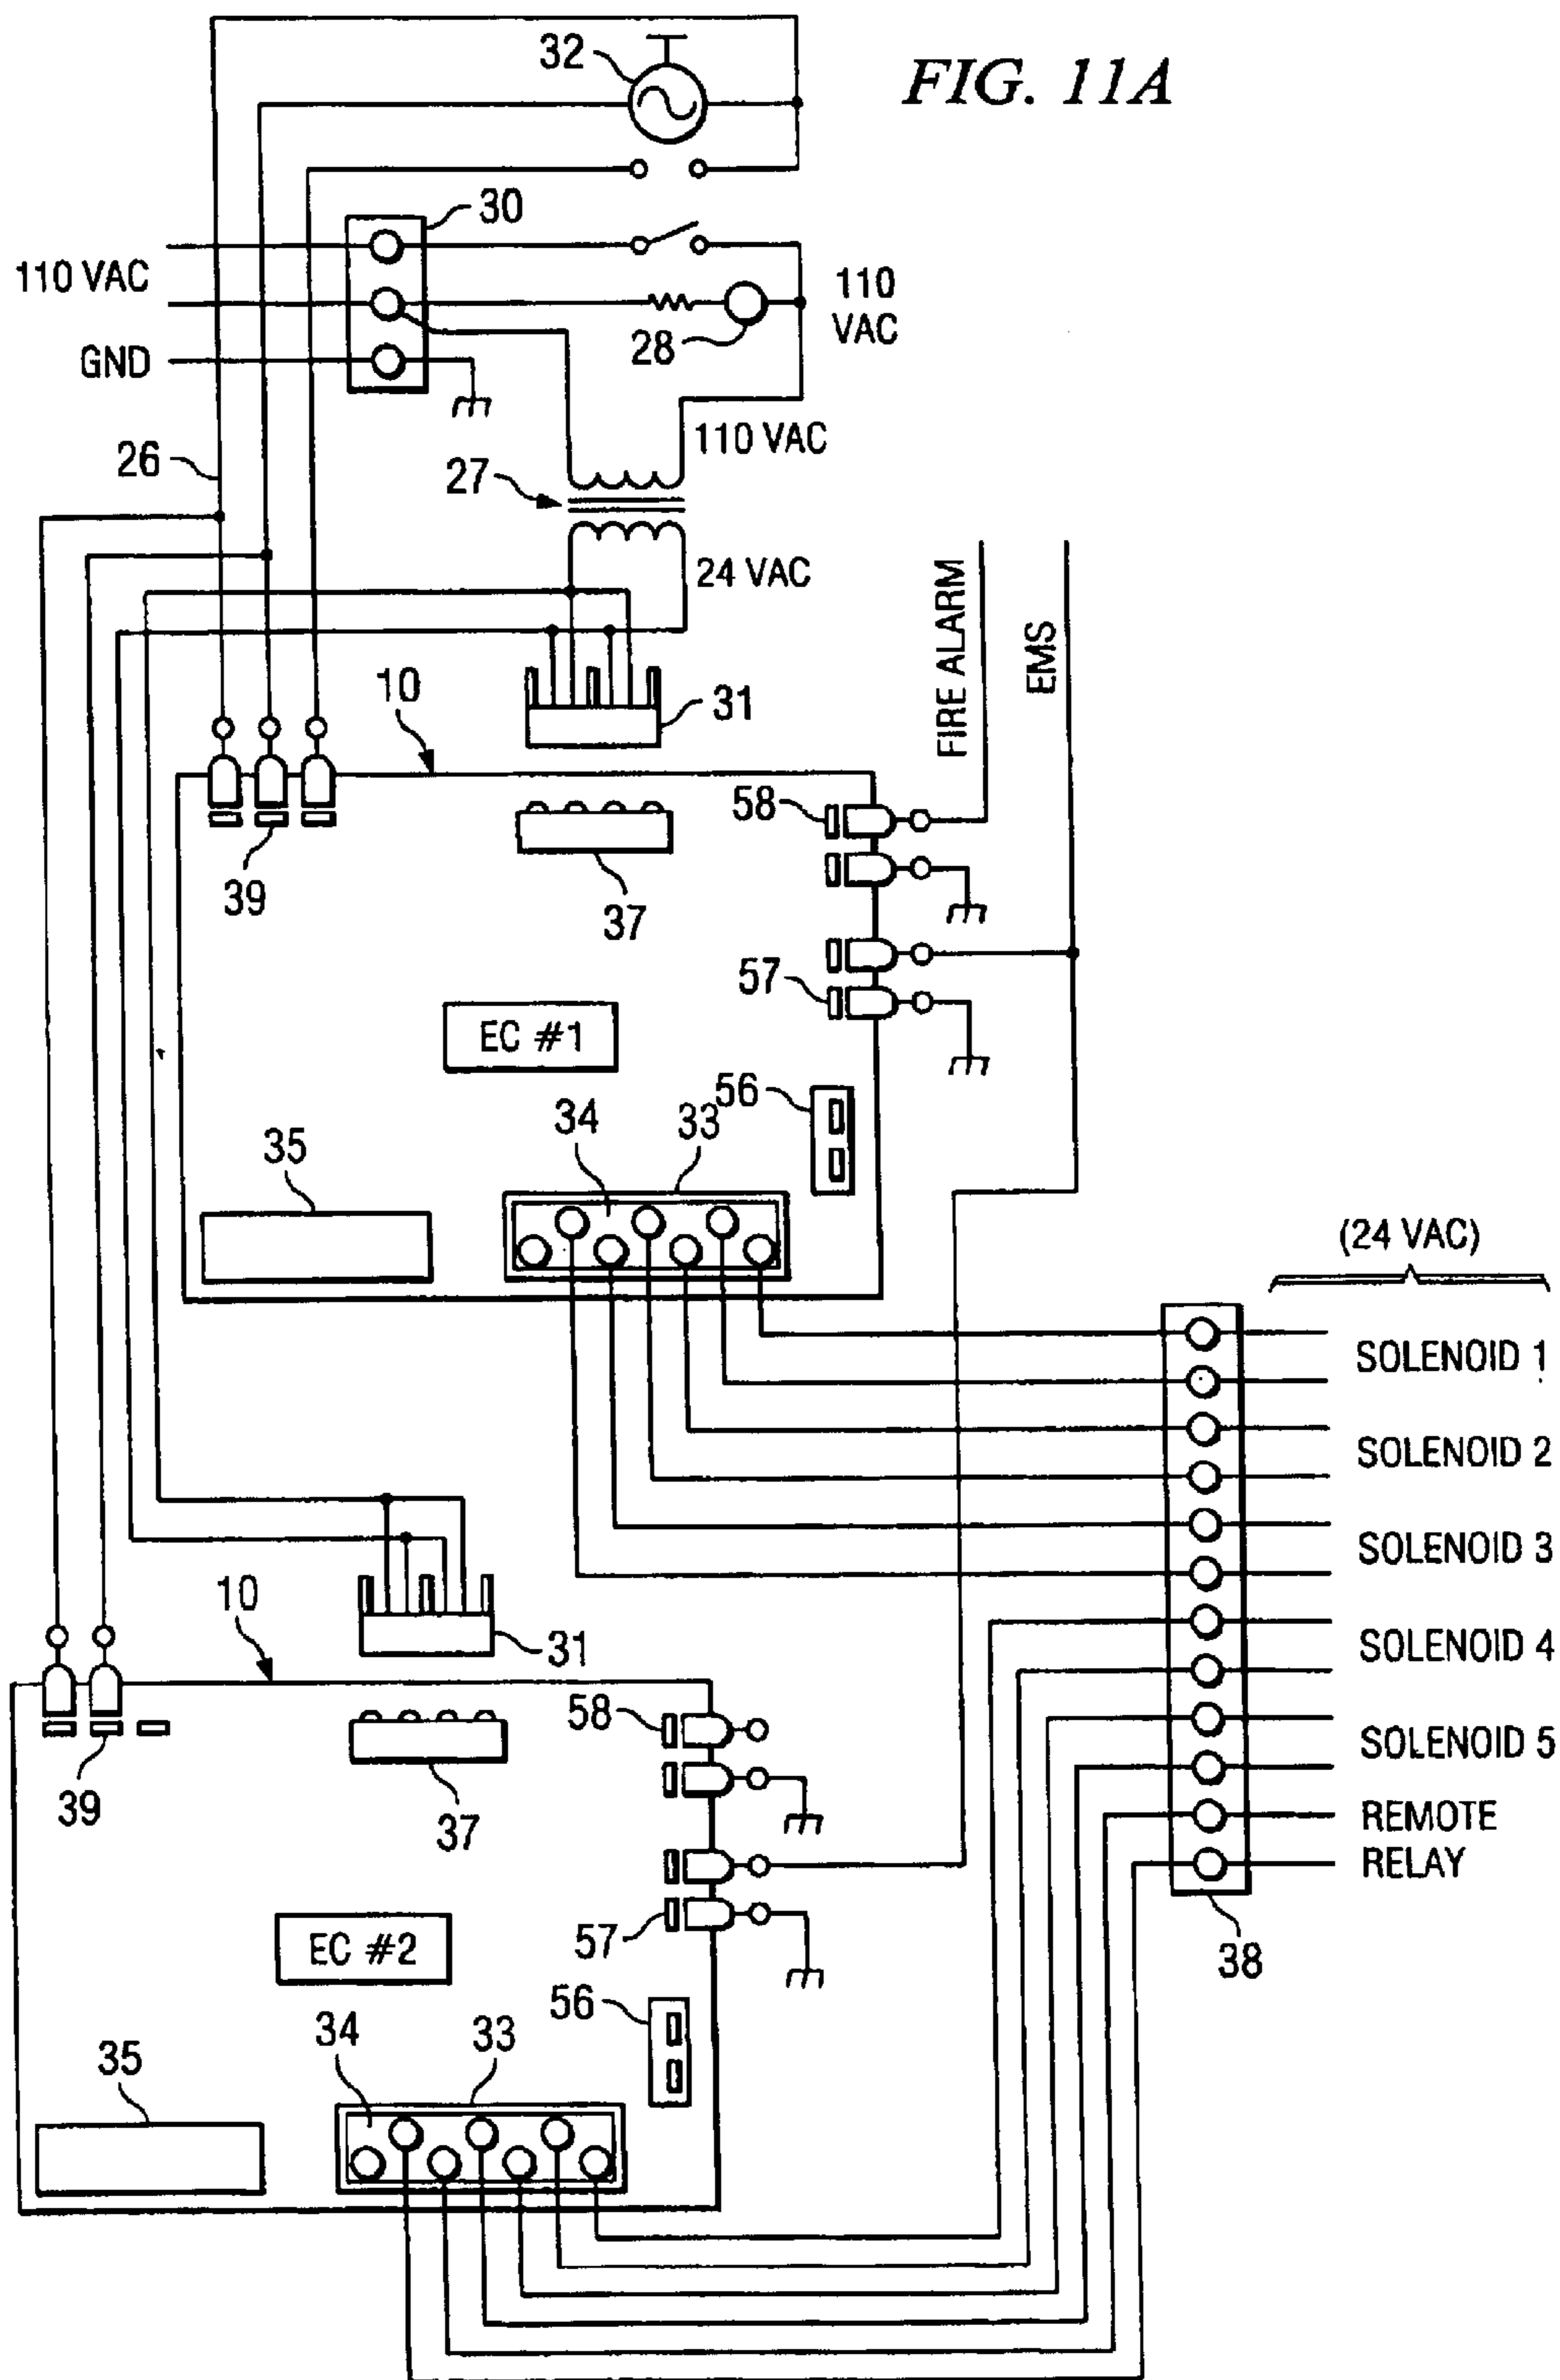 FIG. 11A
32
30
110 VAC
110
VAC
28
GND
110 VAC
26
27
24 VAC
FIRE ALARM
EMS
10
31
58
39
37
57
EC #1
56
34
33
35
(24 VAC)
SOLENOID 1
SOLENOID 2
SOLENOID 3
10
31
SOLENOID 4
58
SOLENOID 5
39
37
REMOTE
RELAY
57
EC #2
38
56
34
33
35